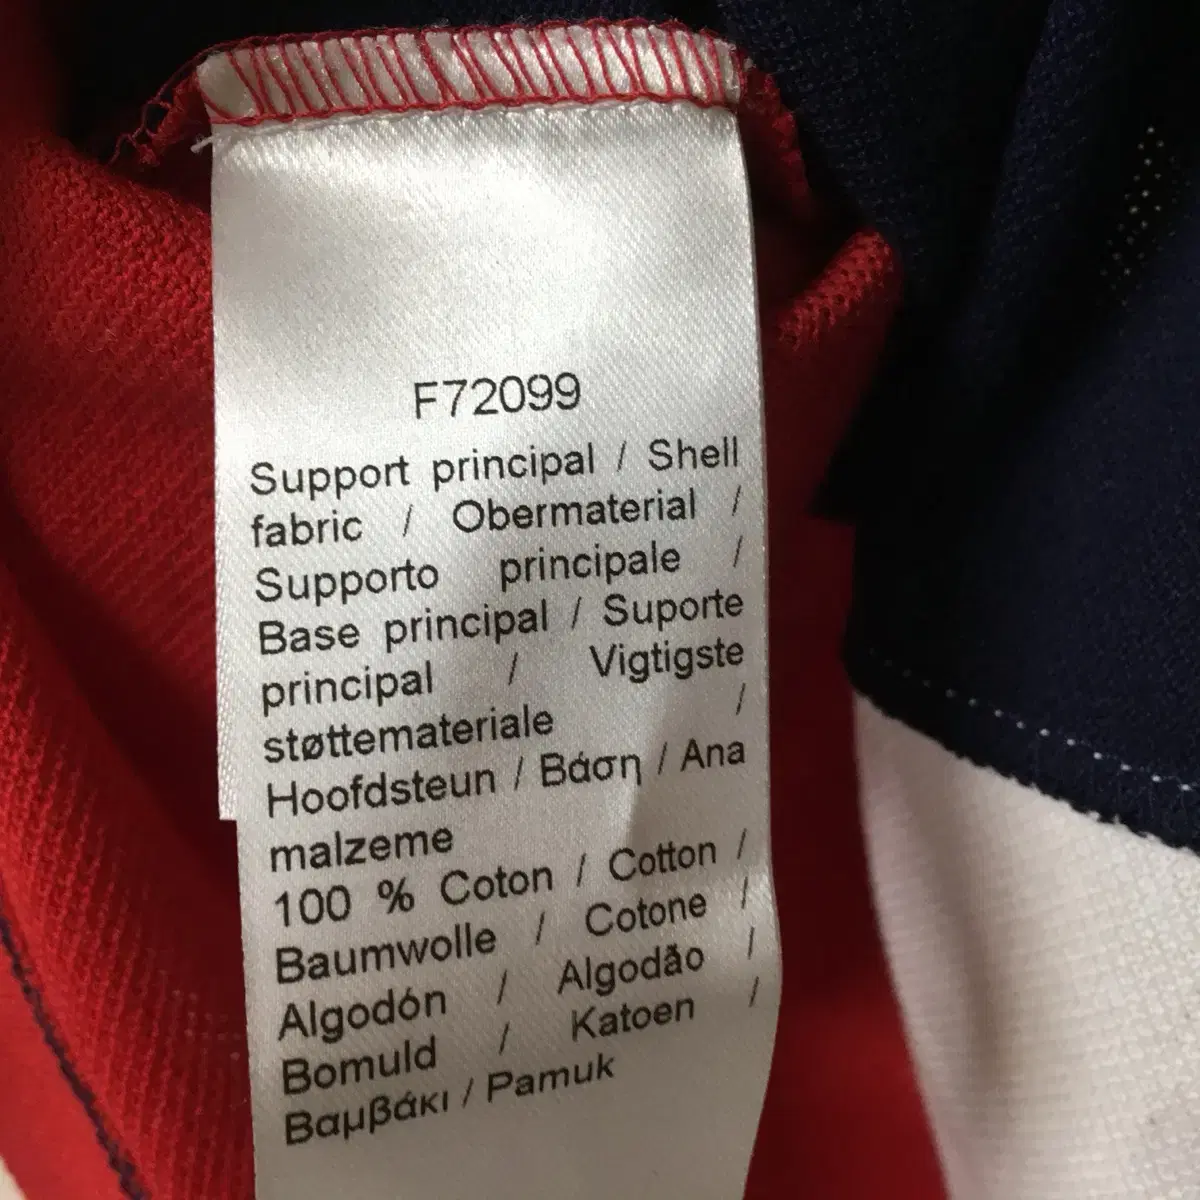 F72099
Support principal / Shell
fabric / Obermaterial /
Supporto principale /
Base principal / Suporte
principal / Vigtigste
støttemateriale /
Hoofdsteun / Βάση / Ana
malzeme
100 % Coton / Cotton /
Baumwolle / Cotone /
Algodón / Algodão /
Bomuld / Katoen /
Βαμβάκι / Pamuk